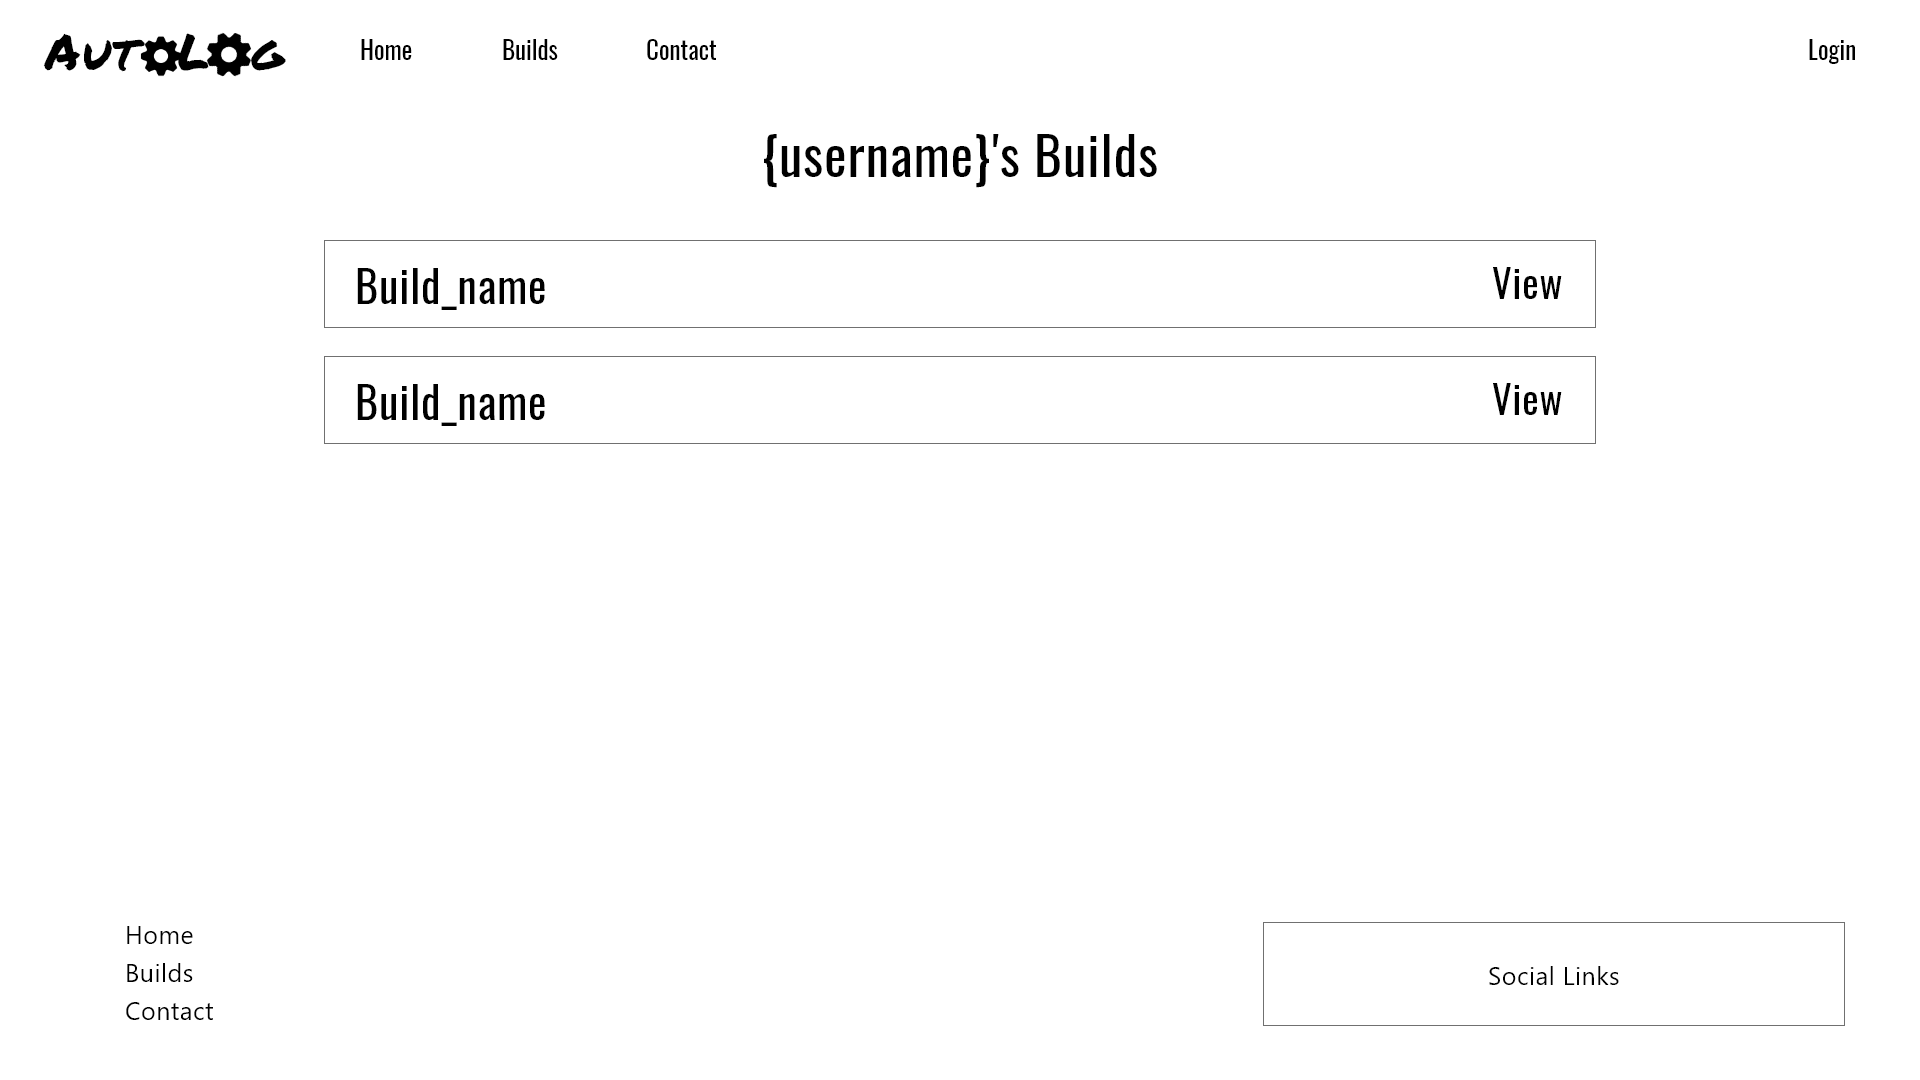 AutoLog Home Builds Contact Login
{username}'s Builds
Build_name View
Build_name View
Home
Builds
Contact
Social Links